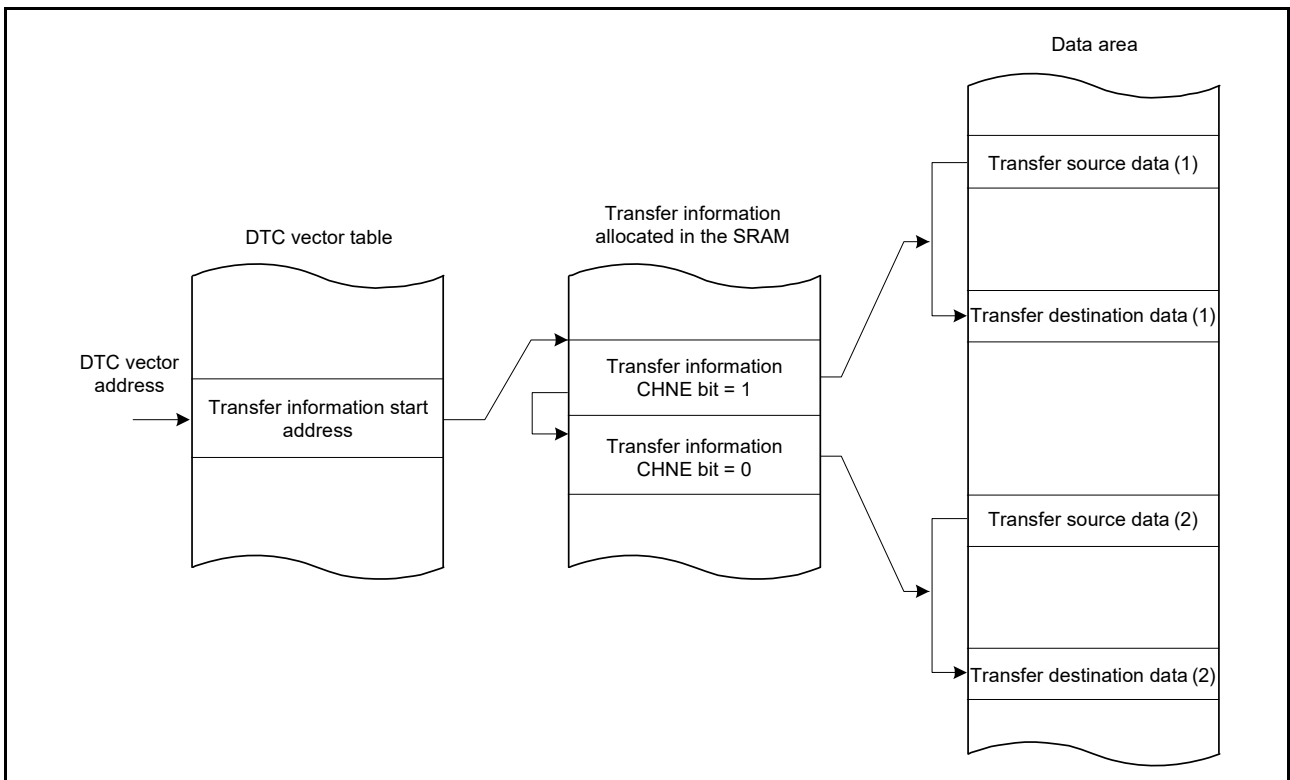 Data area
Transfer source data (1)
Transfer information
allocated in the SRAM
DTC vector table
Transfer destination data (1)
DTC vector
address
Transfer information
CHNE bit = 1
Transfer information start
address
Transfer information
CHNE bit = 0
Transfer source data (2)
Transfer destination data (2)